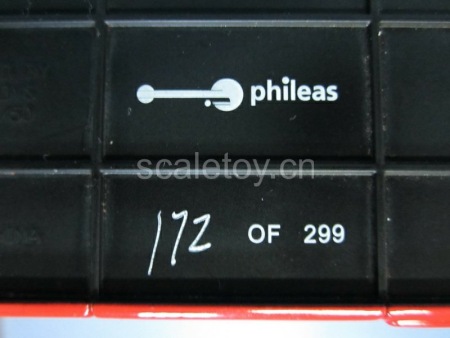 phileas
scaletoy.cn
172 OF 299